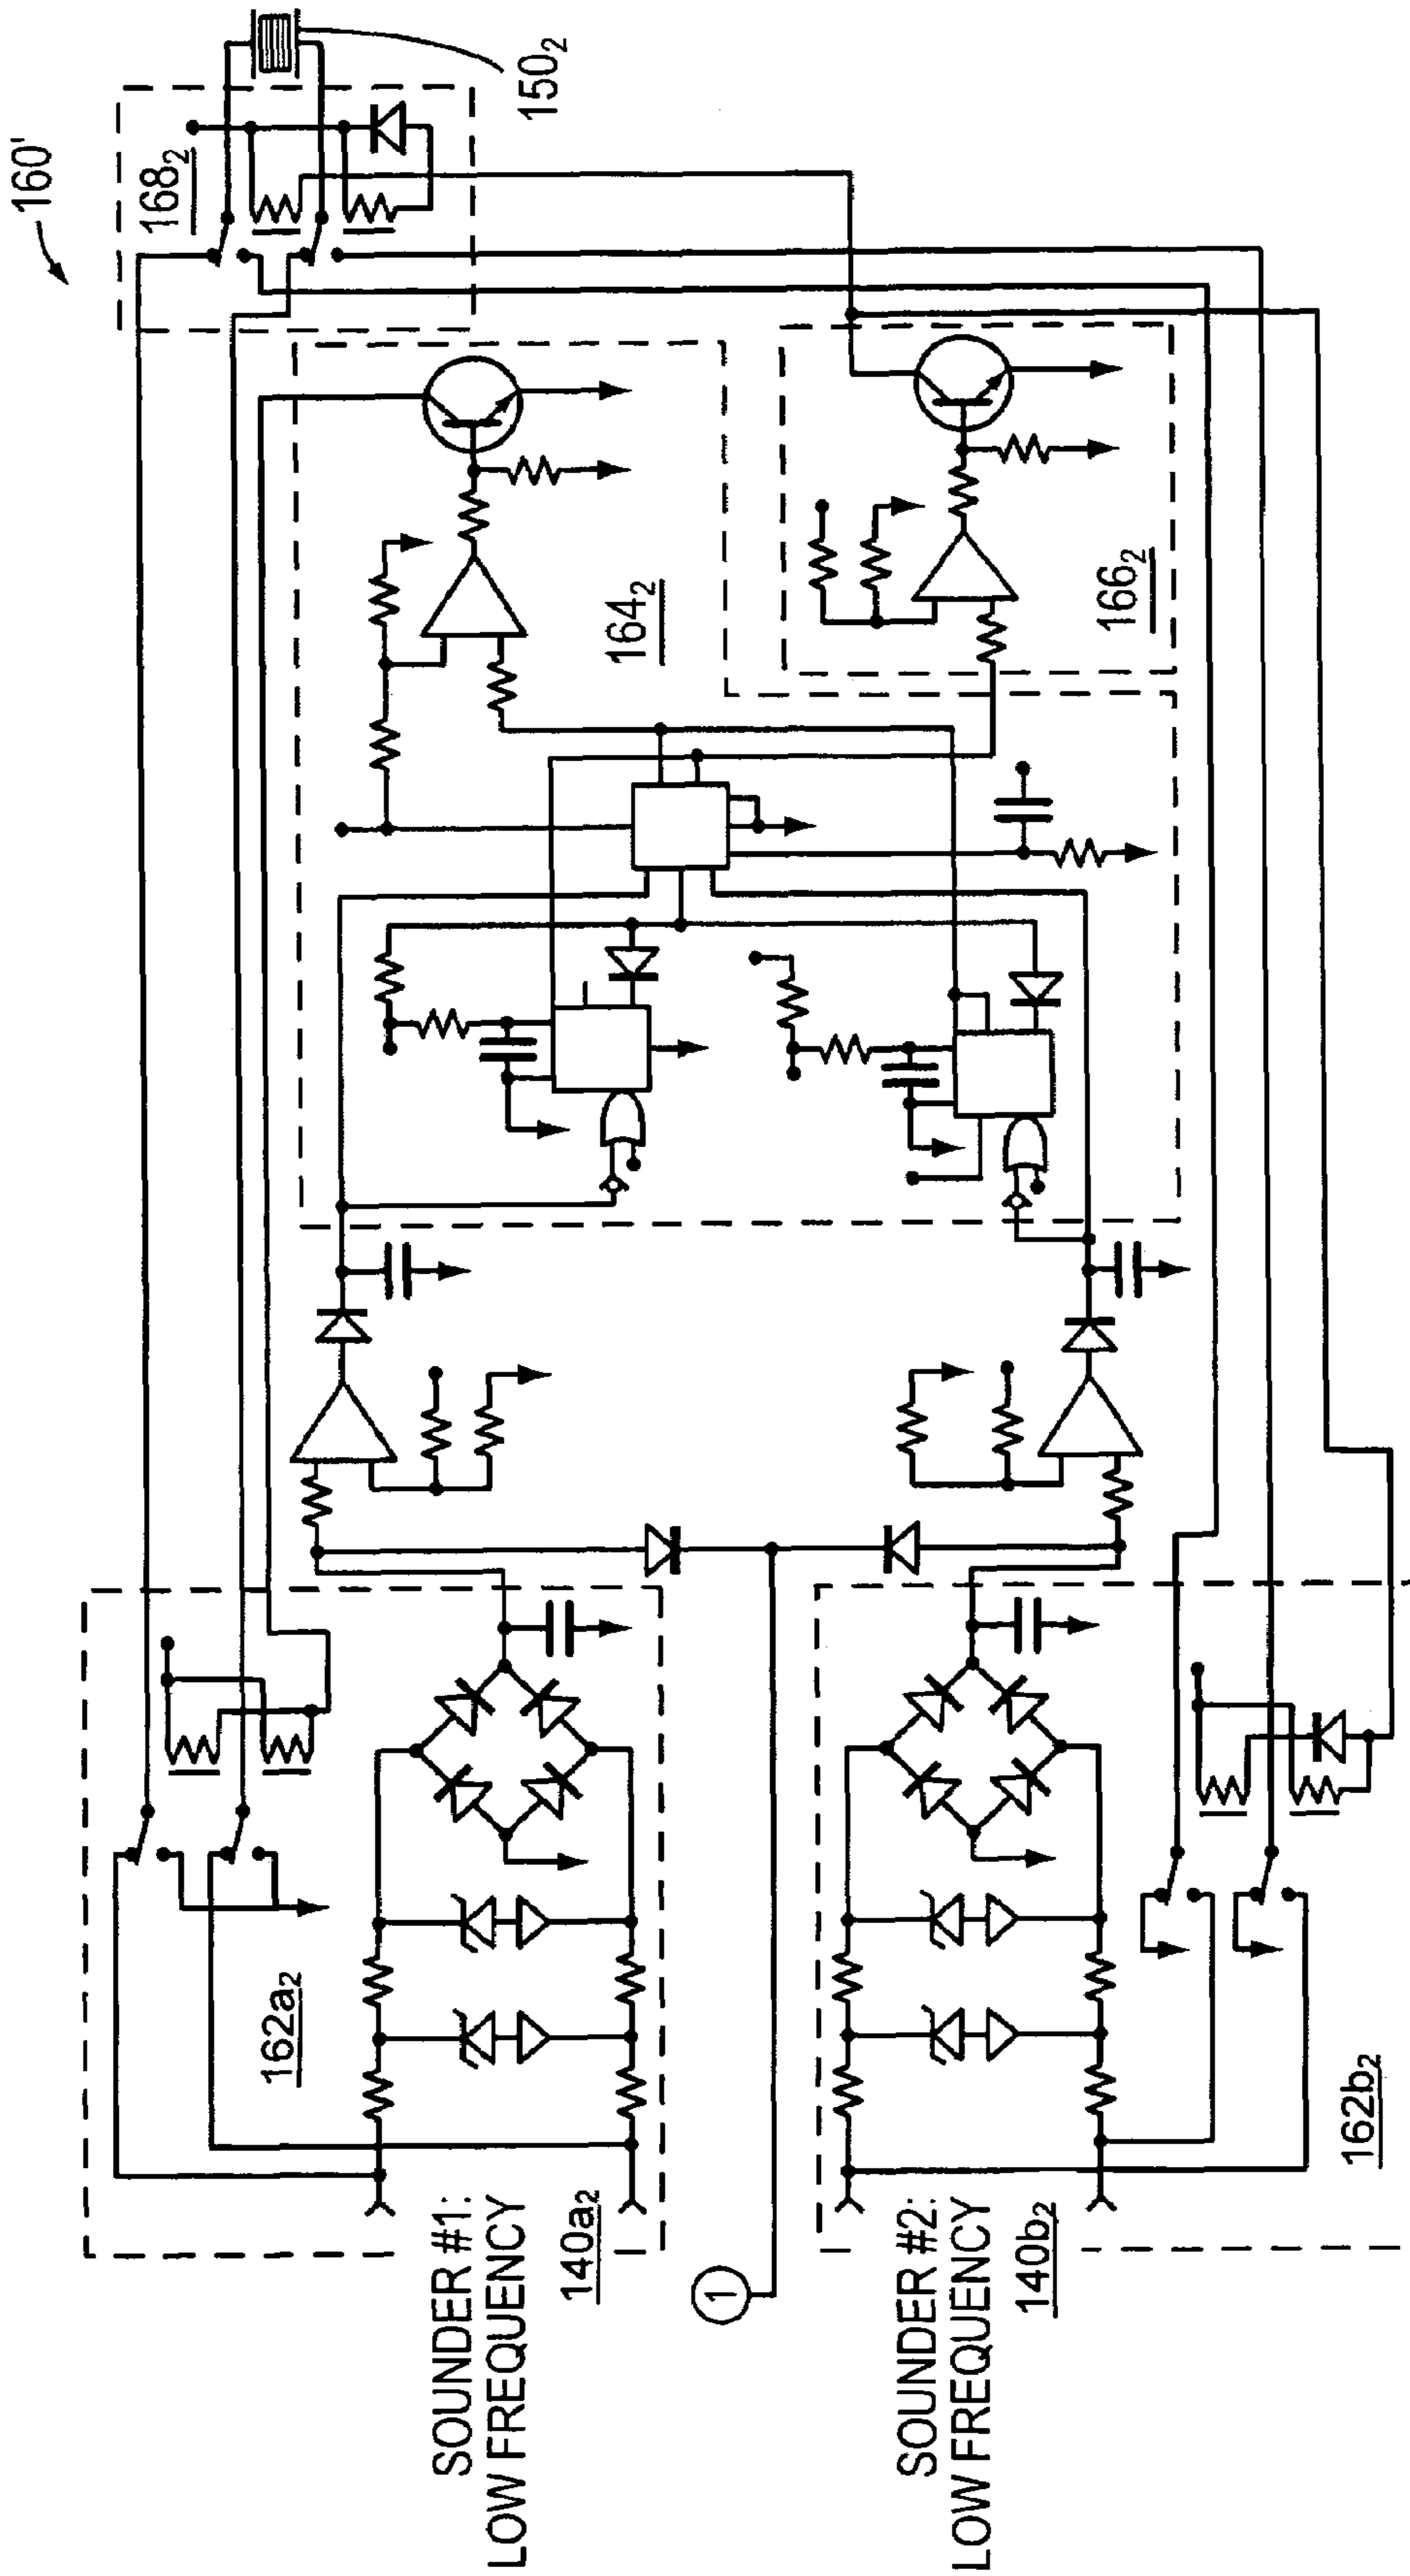 160'
168₂
150₂
164₂
166₂
162a₂
SOUNDER #1:
LOW FREQUENCY
140a₂
1
SOUNDER #2:
LOW FREQUENCY
140b₂
162b₂